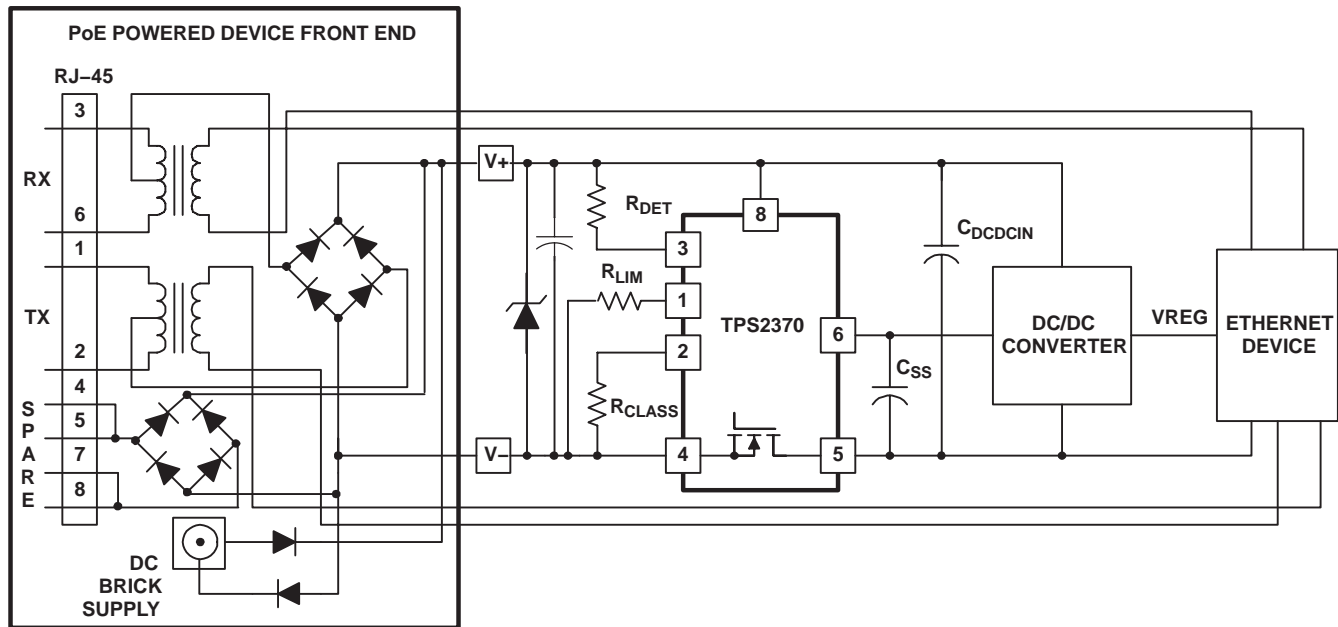 PoE POWERED DEVICE FRONT END
RJ–45
3
RX
6
1
TX
2
4
5
7
8
SPARE
DC
BRICK
SUPPLY
V+
V–
RDET
RLIM
RCLASS
8
3
1
2
4
5
6
TPS2370
CSS
CDCDCIN
DC/DC
CONVERTER
VREG
ETHERNET
DEVICE